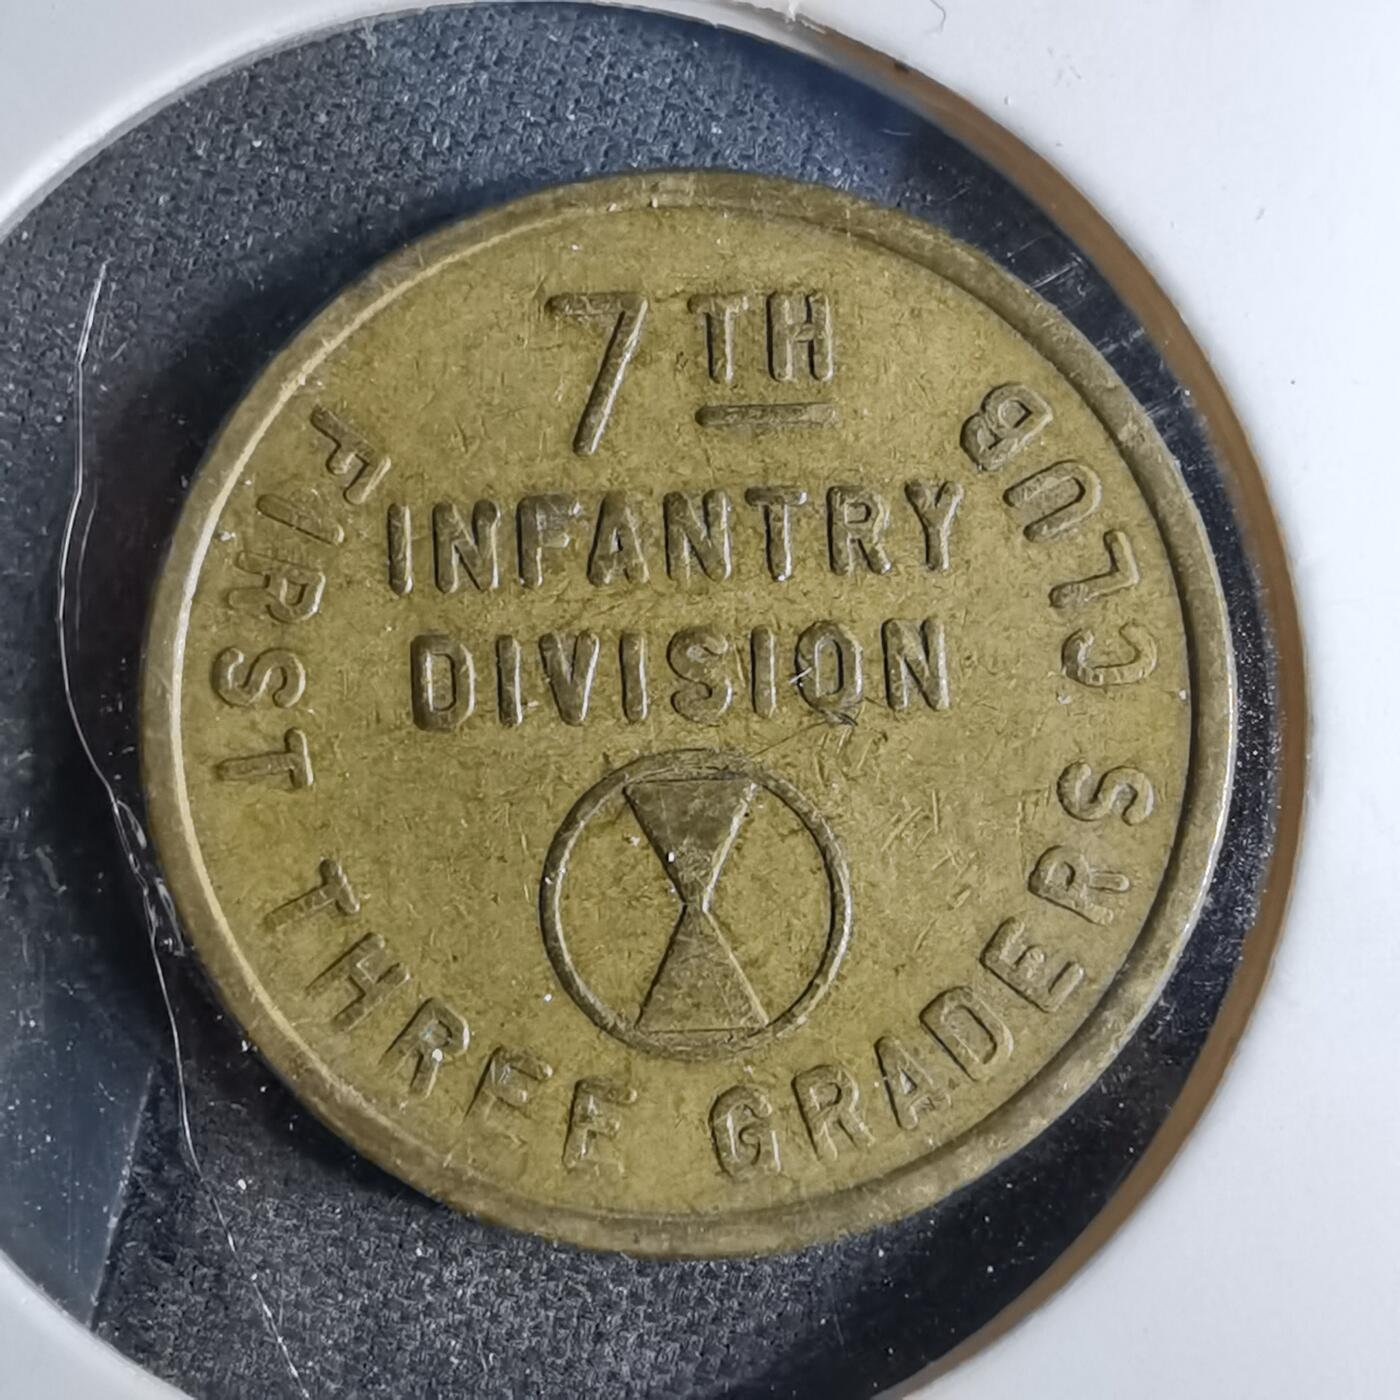 7TH
INFANTRY
DIVISION
FIRST THREE GRADERS CLUB